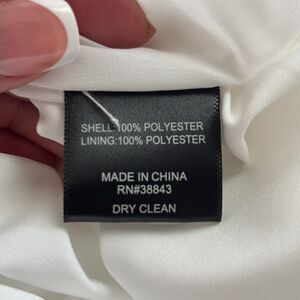 SHELL:100% POLYESTER
LINING:100% POLYESTER
MADE IN CHINA
RN#38843
DRY CLEAN